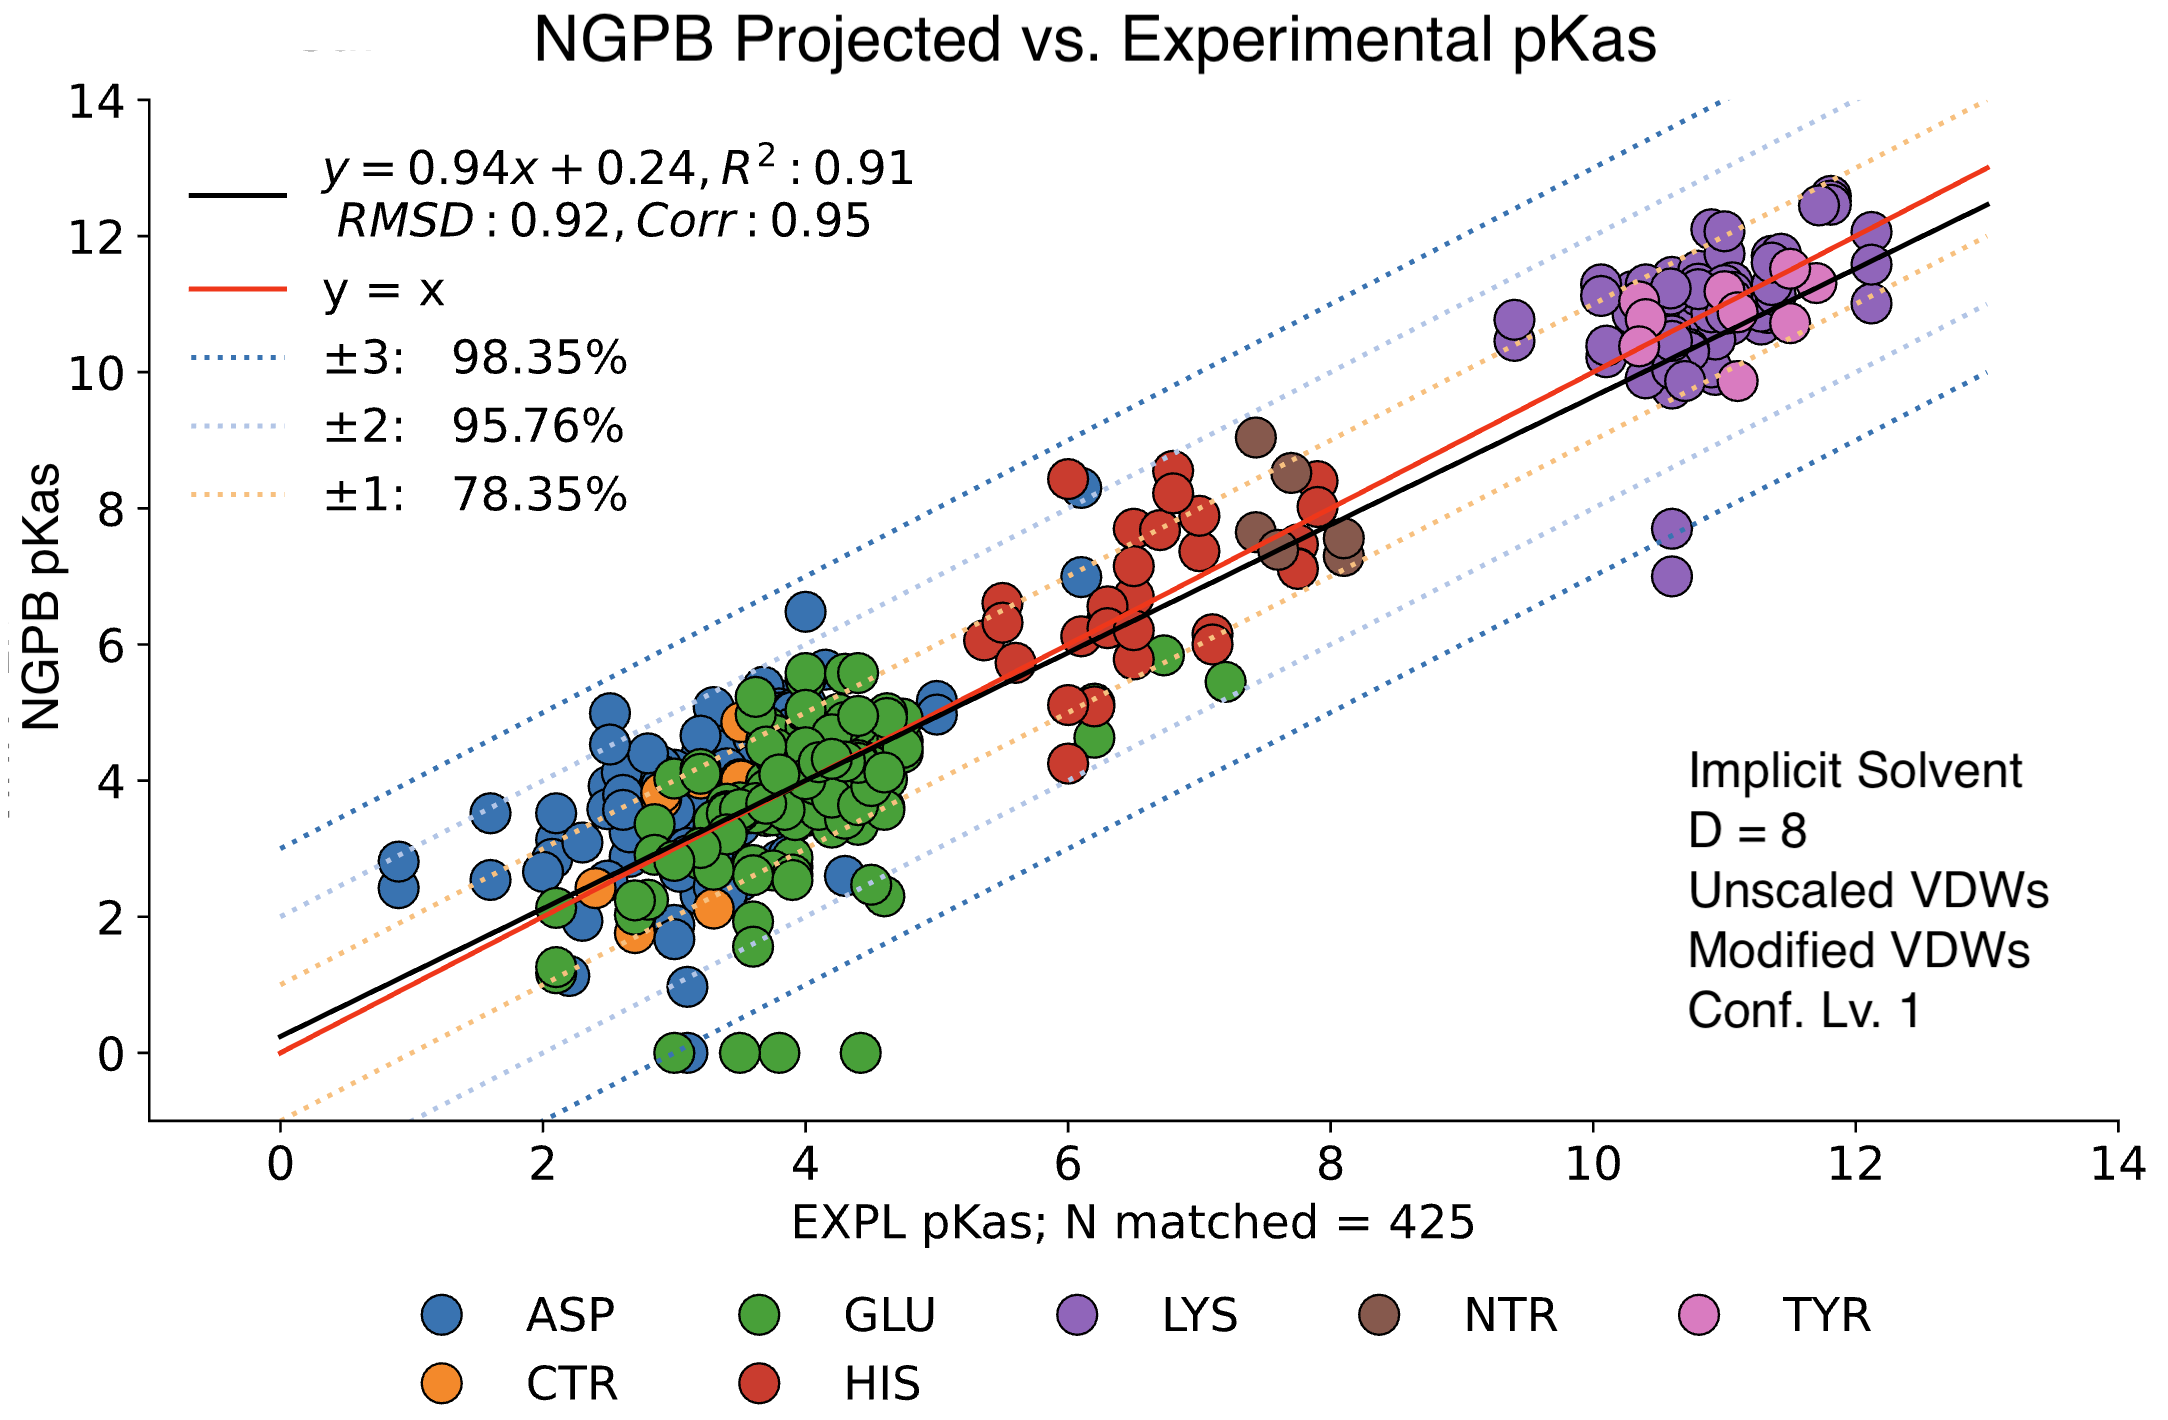 NGPB Projected vs. Experimental pKas
14
12
10
8
6
4
2
0
NGPB pKas
y = 0.94x + 0.24, R² : 0.91
RMSD : 0.92, Corr : 0.95
y = x
±3: 98.35%
±2: 95.76%
±1: 78.35%
Implicit Solvent
D = 8
Unscaled VDWs
Modified VDWs
Conf. Lv. 1
0 2 4 6 8 10 12 14
EXPL pKas; N matched = 425
ASP GLU LYS NTR TYR
CTR HIS